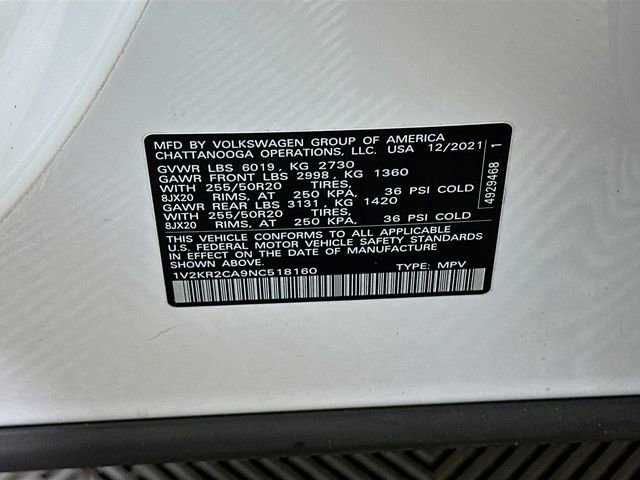 MFD BY VOLKSWAGEN GROUP OF AMERICA
CHATTANOOGA OPERATIONS, LLC. USA 12/2021
GVWR LBS 6019, KG 2730
GAWR FRONT LBS 2998, KG 1360
WITH 255/50R20 TIRES,
8JX20 RIMS, AT 250 KPA, 36 PSI COLD
GAWR REAR LBS 3131, KG 1420
WITH 255/50R20 TIRES,
8JX20 RIMS, AT 250 KPA, 36 PSI COLD
THIS VEHICLE CONFORMS TO ALL APPLICABLE
U.S. FEDERAL MOTOR VEHICLE SAFETY STANDARDS
IN EFFECT ON THE DATE OF MANUFACTURE
SHOWN ABOVE.
1V2KR2CA9NC518160 TYPE: MPV
4929468 1